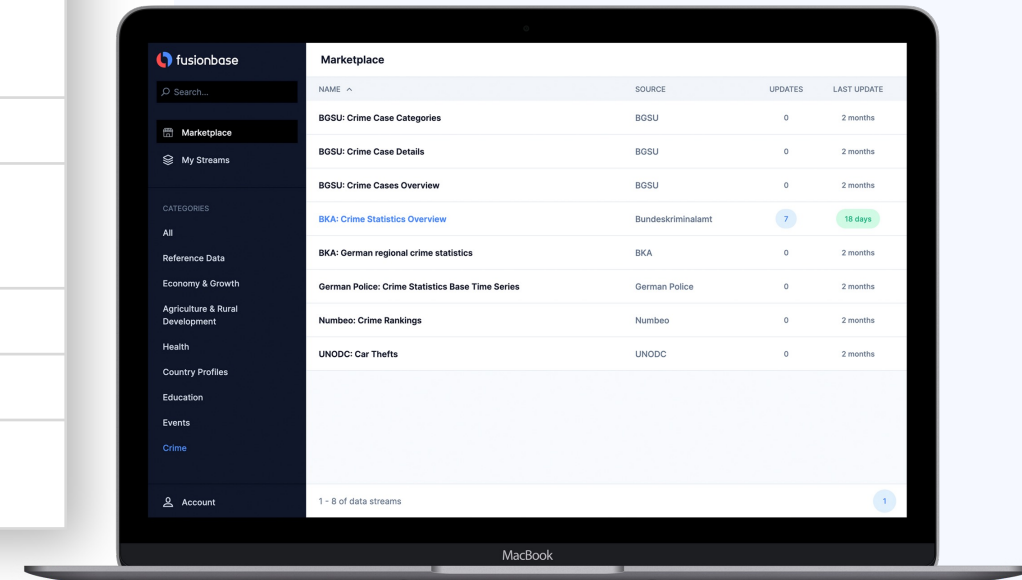 fusionbase
Search...
Marketplace
My Streams
CATEGORIES
All
Reference Data
Economy & Growth
Agriculture & Rural
Development
Health
Country Profiles
Education
Events
Crime
Account
Marketplace
NAME SOURCE UPDATES LAST UPDATE
BGSU: Crime Case Categories BGSU 0 2 months
BGSU: Crime Case Details BGSU 0 2 months
BGSU: Crime Cases Overview BGSU 0 2 months
BKA: Crime Statistics Overview Bundeskriminalamt 7 18 days
BKA: German regional crime statistics BKA 0 2 months
German Police: Crime Statistics Base Time Series German Police 0 2 months
Numbeo: Crime Rankings Numbeo 0 2 months
UNODC: Car Thefts UNODC 0 2 months
1 - 8 of data streams 1
MacBook